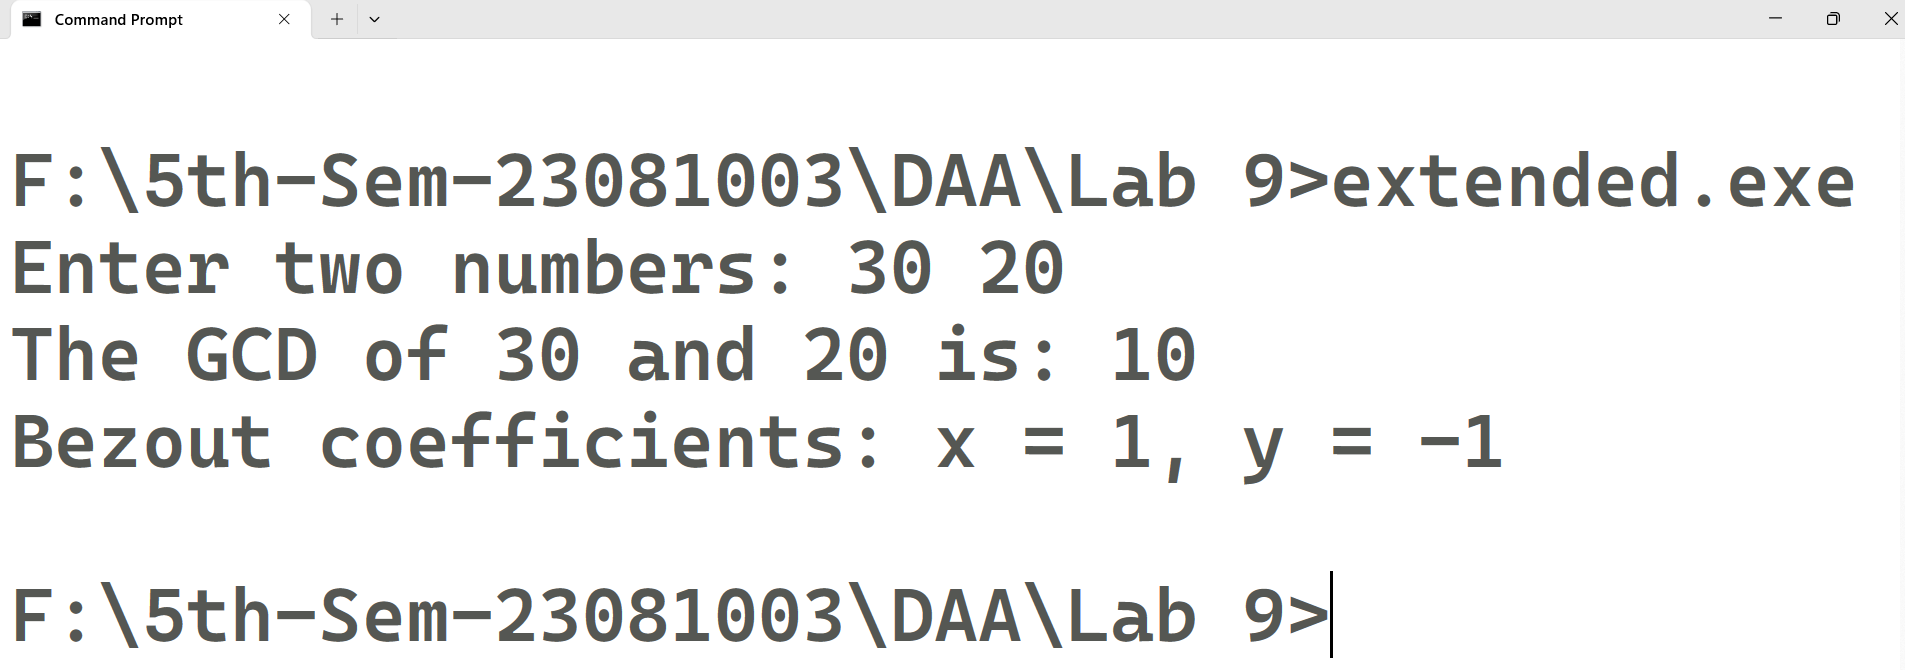 Command Prompt
F:\5th-Sem-23081003\DAA\Lab 9>extended.exe
Enter two numbers: 30 20
The GCD of 30 and 20 is: 10
Bezout coefficients: x = 1, y = -1
F:\5th-Sem-23081003\DAA\Lab 9>